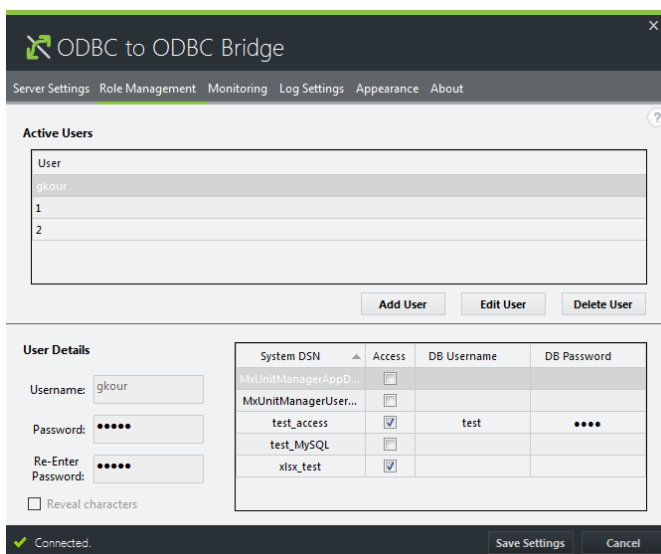 ODBC to ODBC Bridge
Server Settings Role Management Monitoring Log Settings Appearance About
?
Active Users
User
gkour
1
2
Add User Edit User Delete User
User Details
System DSN Access DB Username DB Password
MxUnitManagerAppD...
Username: gkour
MxUnitManagerUser...
Password: •••••
test_access test ••••
test_MySQL
Re-Enter Password: •••••
xlsx_test
Reveal characters
Connected. Save Settings Cancel